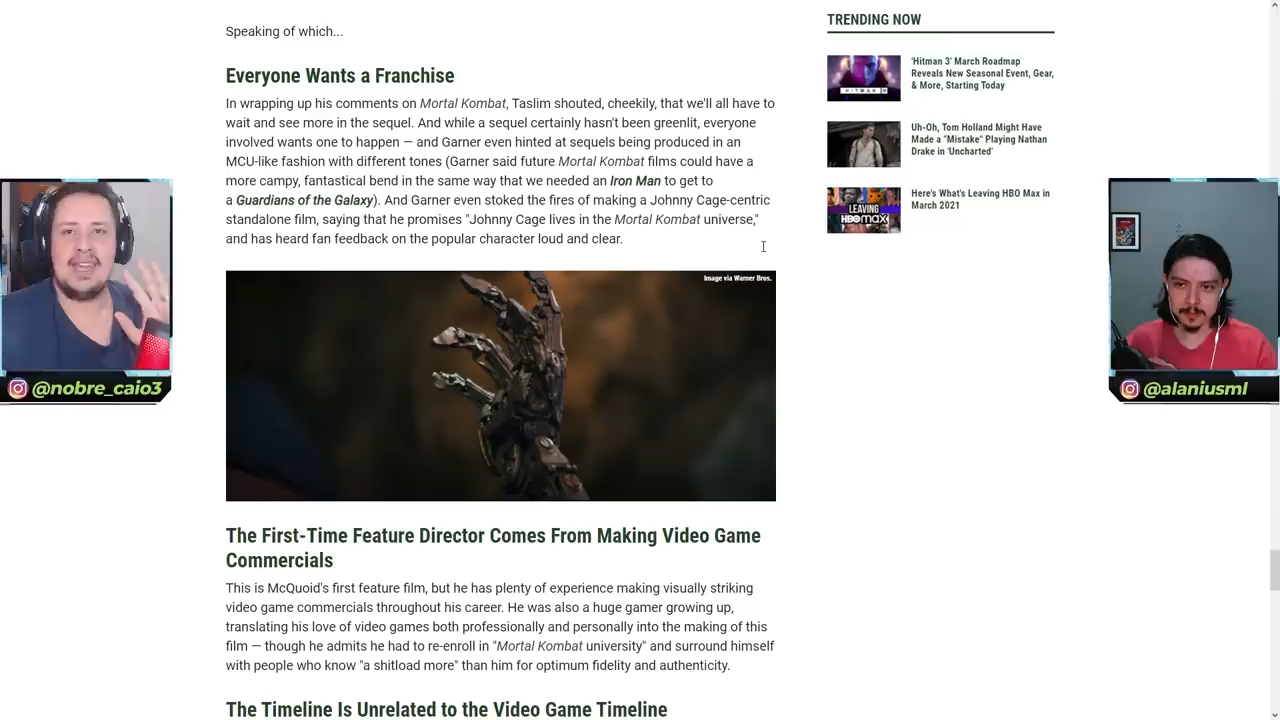 Speaking of which...
Everyone Wants a Franchise
In wrapping up his comments on Mortal Kombat, Taslim shouted, cheekily, that we'll all have to
wait and see more in the sequel. And while a sequel certainly hasn't been greenlit, everyone
involved wants one to happen — and Garner even hinted at sequels being produced in an
MCU-like fashion with different tones (Garner said future Mortal Kombat films could have a
more campy, fantastical bend in the same way that we needed an Iron Man to get to
a Guardians of the Galaxy). And Garner even stoked the fires of making a Johnny Cage-centric
standalone film, saying that he promises "Johnny Cage lives in the Mortal Kombat universe,"
and has heard fan feedback on the popular character loud and clear.
Image via Warner Bros.
The First-Time Feature Director Comes From Making Video Game
Commercials
This is McQuoid's first feature film, but he has plenty of experience making visually striking
video game commercials throughout his career. He was also a huge gamer growing up,
translating his love of video games both professionally and personally into the making of this
film — though he admits he had to re-enroll in "Mortal Kombat university" and surround himself
with people who know "a shitload more" than him for optimum fidelity and authenticity.
The Timeline Is Unrelated to the Video Game Timeline
TRENDING NOW
HITMAN
'Hitman 3' March Roadmap
Reveals New Seasonal Event, Gear,
& More, Starting Today
Uh-Oh, Tom Holland Might Have
Made a "Mistake" Playing Nathan
Drake in 'Uncharted'
LEAVING
HBOMAX
Here's What's Leaving HBO Max in
March 2021
@nobre_caio3
@alaniusml